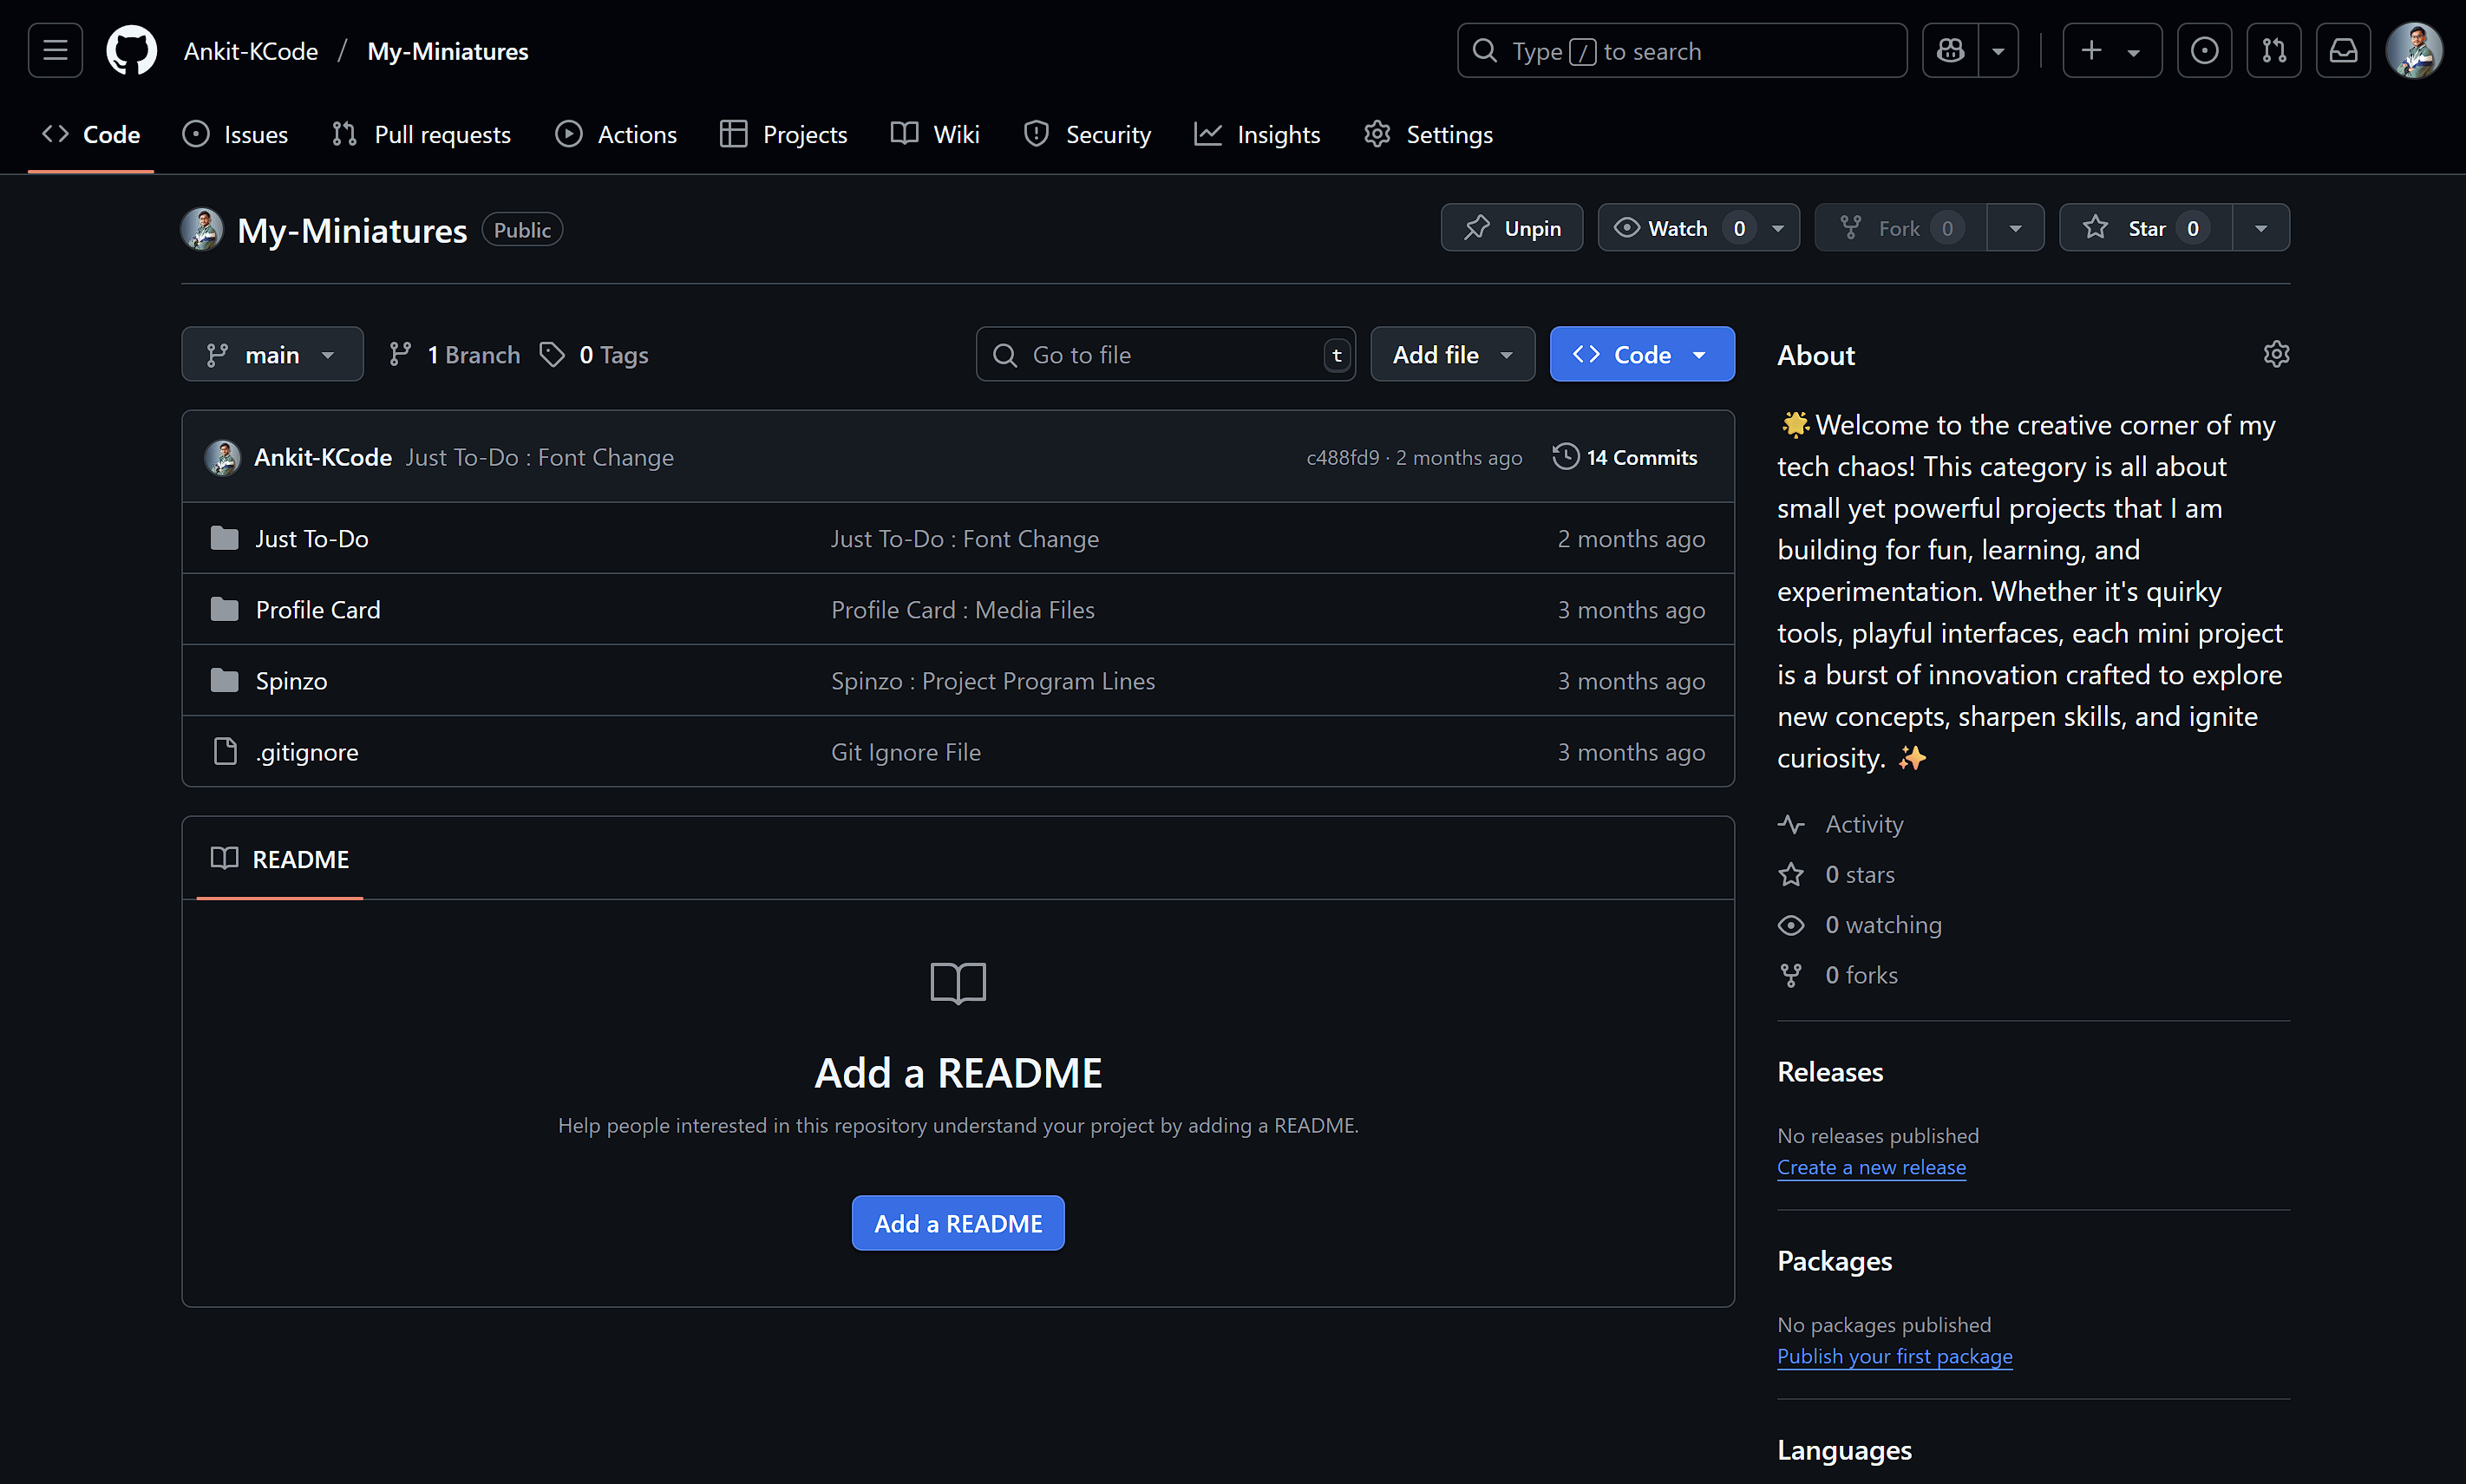 Ankit-KCode / My-Miniatures
Type / to search
Code Issues Pull requests Actions Projects Wiki Security Insights Settings
My-Miniatures Public
Unpin Watch 0 Fork 0 Star 0
main 1 Branch 0 Tags
Go to file t Add file Code
Ankit-KCode Just To-Do : Font Change c488fd9 · 2 months ago 14 Commits
Just To-Do Just To-Do : Font Change 2 months ago
Profile Card Profile Card : Media Files 3 months ago
Spinzo Spinzo : Project Program Lines 3 months ago
.gitignore Git Ignore File 3 months ago
README
Add a README
Help people interested in this repository understand your project by adding a README.
Add a README
About
🌟Welcome to the creative corner of my
tech chaos! This category is all about
small yet powerful projects that I am
building for fun, learning, and
experimentation. Whether it's quirky
tools, playful interfaces, each mini project
is a burst of innovation crafted to explore
new concepts, sharpen skills, and ignite
curiosity. ✨
Activity
0 stars
0 watching
0 forks
Releases
No releases published
Create a new release
Packages
No packages published
Publish your first package
Languages